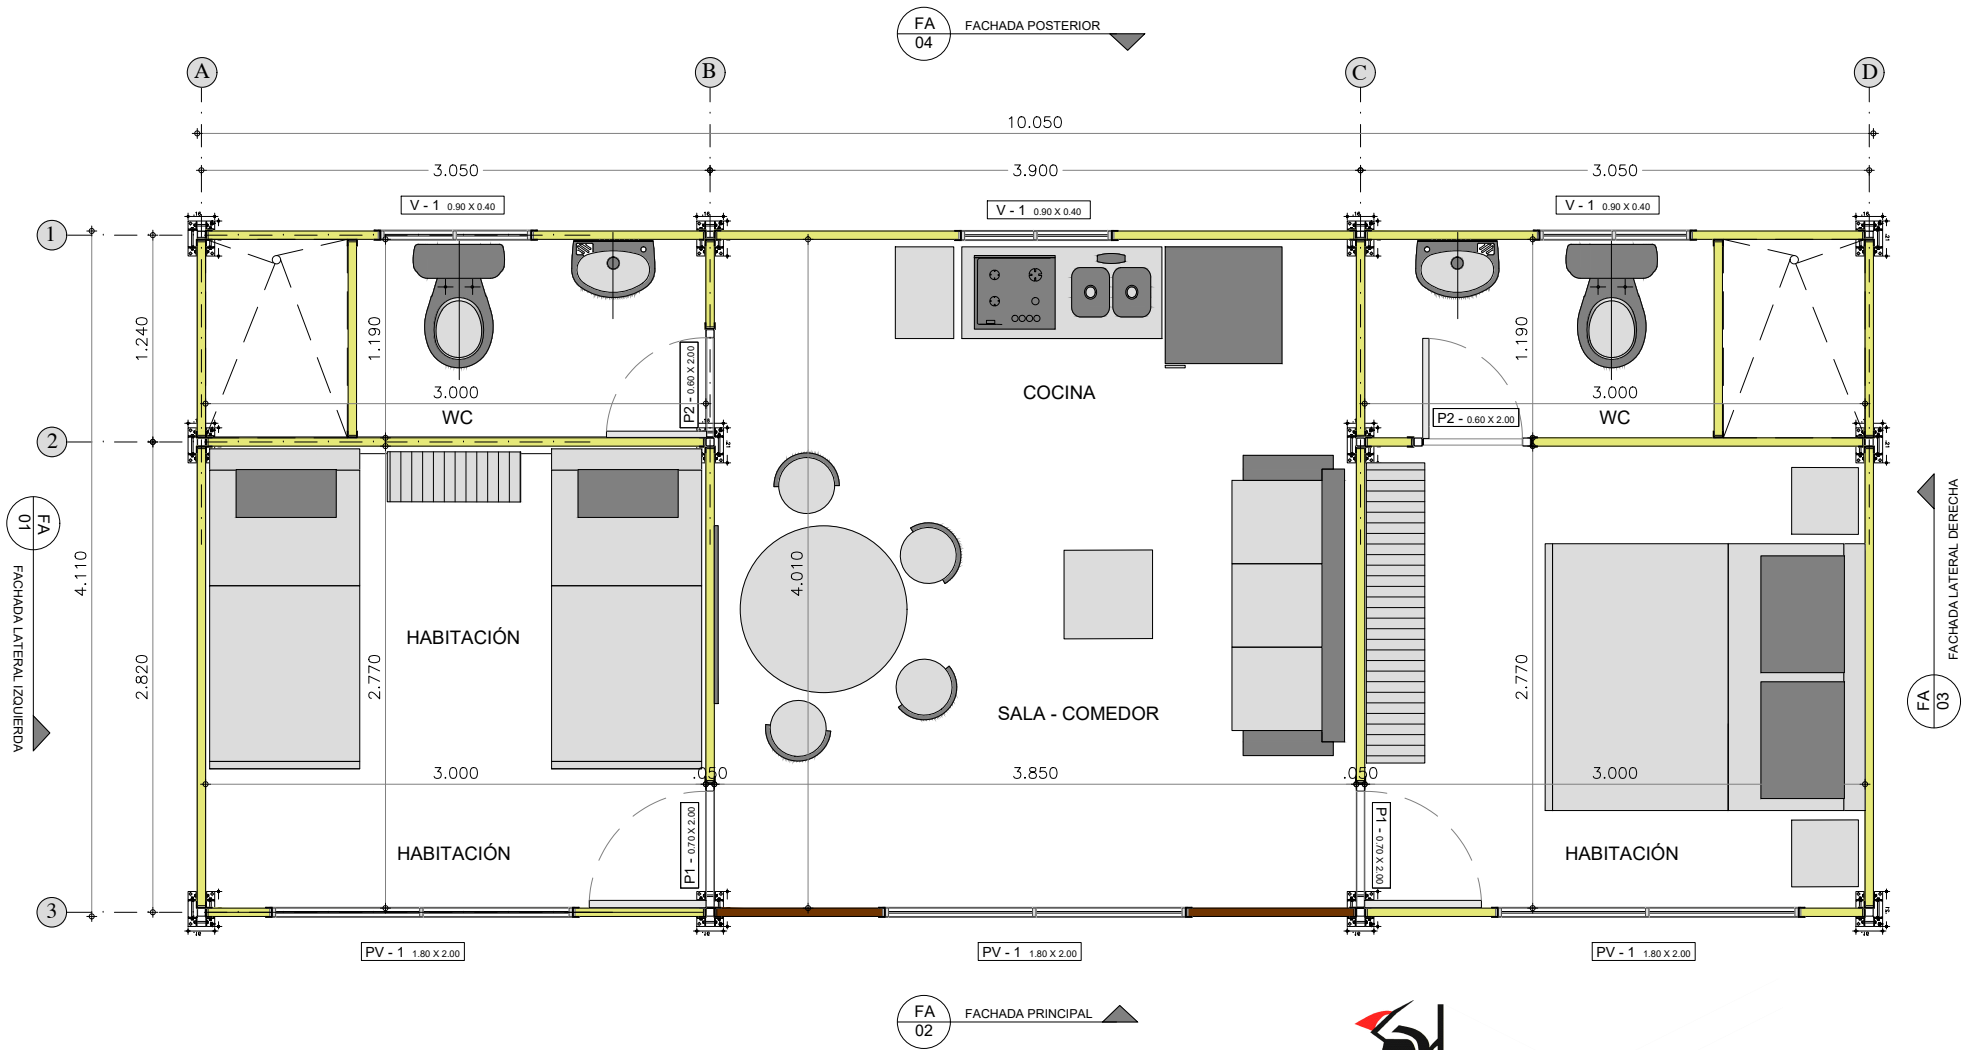 FA
04
FACHADA POSTERIOR
A
B
C
D
10.050
3.050
3.900
3.050
V - 1 0.90 X 0.40
V - 1 0.90 X 0.40
V - 1 0.90 X 0.40
1
1.240
1.190
1.190
P2 - 0.60 X 2.00
3.000
WC
COCINA
3.000
P2 - 0.60 X 2.00
WC
2
FA
01
FACHADA LATERAL IZQUIERDA
4.110
2.820
HABITACIÓN
2.770
4.010
SALA - COMEDOR
2.770
FACHADA LATERAL DERECHA
FA
03
3.000
.050
3.850
.050
3.000
P1 - 0.70 X 2.00
P1 - 0.70 X 2.00
HABITACIÓN
HABITACIÓN
3
PV - 1 1.80 X 2.00
PV - 1 1.80 X 2.00
PV - 1 1.80 X 2.00
FA
02
FACHADA PRINCIPAL